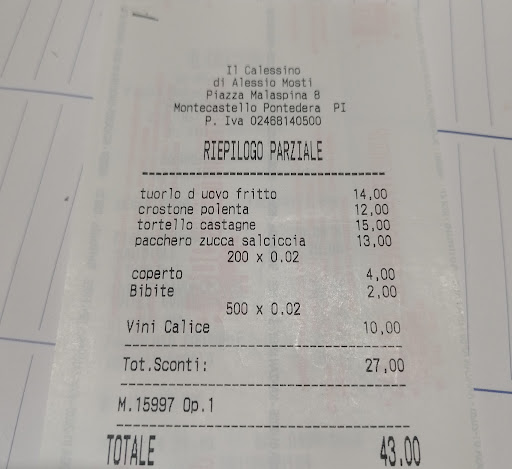 Il Calessino
di Alessio Mosti
Piazza Malaspina 8
Montecastello Pontedera PI
P. Iva 02468140500
RIEPILOGO PARZIALE
tuorlo d uovo fritto 14,00
crostone polenta 12,00
tortello castagne 15,00
pacchero zucca salciccia 13,00
200 x 0.02
coperto 4,00
Bibite 2,00
500 x 0.02
Vini Calice 10,00
Tot.Sconti: 27,00
M.15997 Op.1
TOTALE 43,00